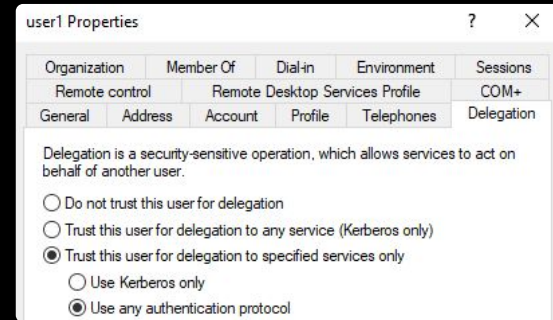 user1 Properties ? ×
Organization Member Of Dial-in Environment Sessions
Remote control Remote Desktop Services Profile COM+
General Address Account Profile Telephones Delegation
Delegation is a security-sensitive operation, which allows services to act on
behalf of another user.
Do not trust this user for delegation
Trust this user for delegation to any service (Kerberos only)
Trust this user for delegation to specified services only
Use Kerberos only
Use any authentication protocol